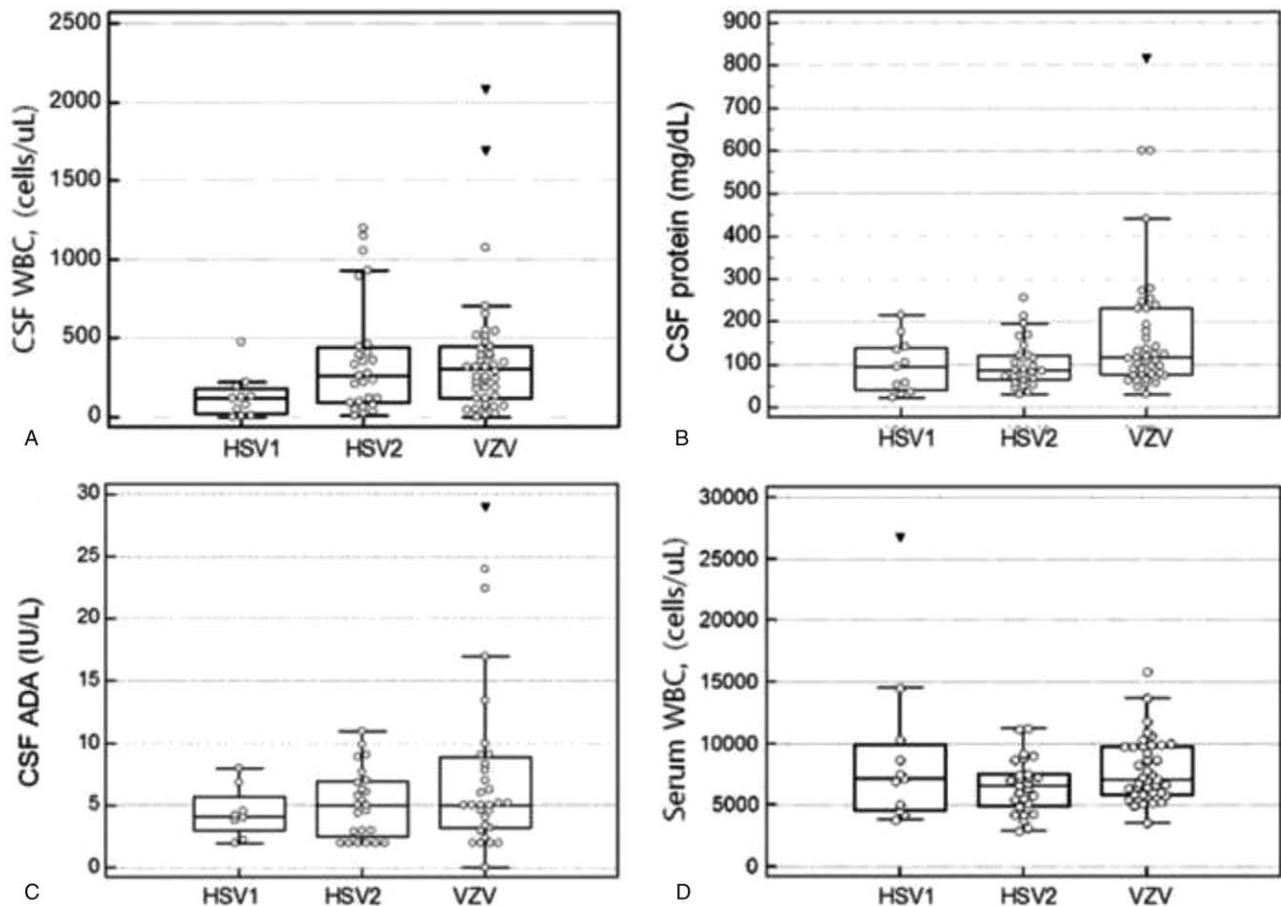 CSF WBC, (cells/uL)
2500
2000
1500
1000
500
0
HSV1 HSV2 VZV
A
CSF protein (mg/dL)
900
800
700
600
500
400
300
200
100
0
HSV1 HSV2 VZV
B
CSF ADA (IU/L)
30
25
20
15
10
5
0
HSV1 HSV2 VZV
C
Serum WBC, (cells/uL)
30000
25000
20000
15000
10000
5000
0
HSV1 HSV2 VZV
D